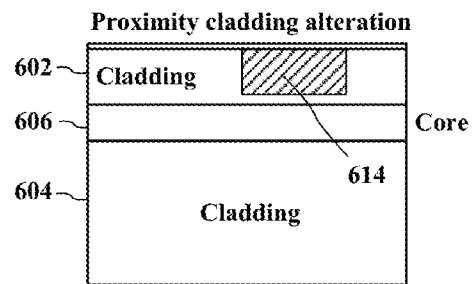 Proximity cladding alteration
602
Cladding
606
Core
614
604
Cladding